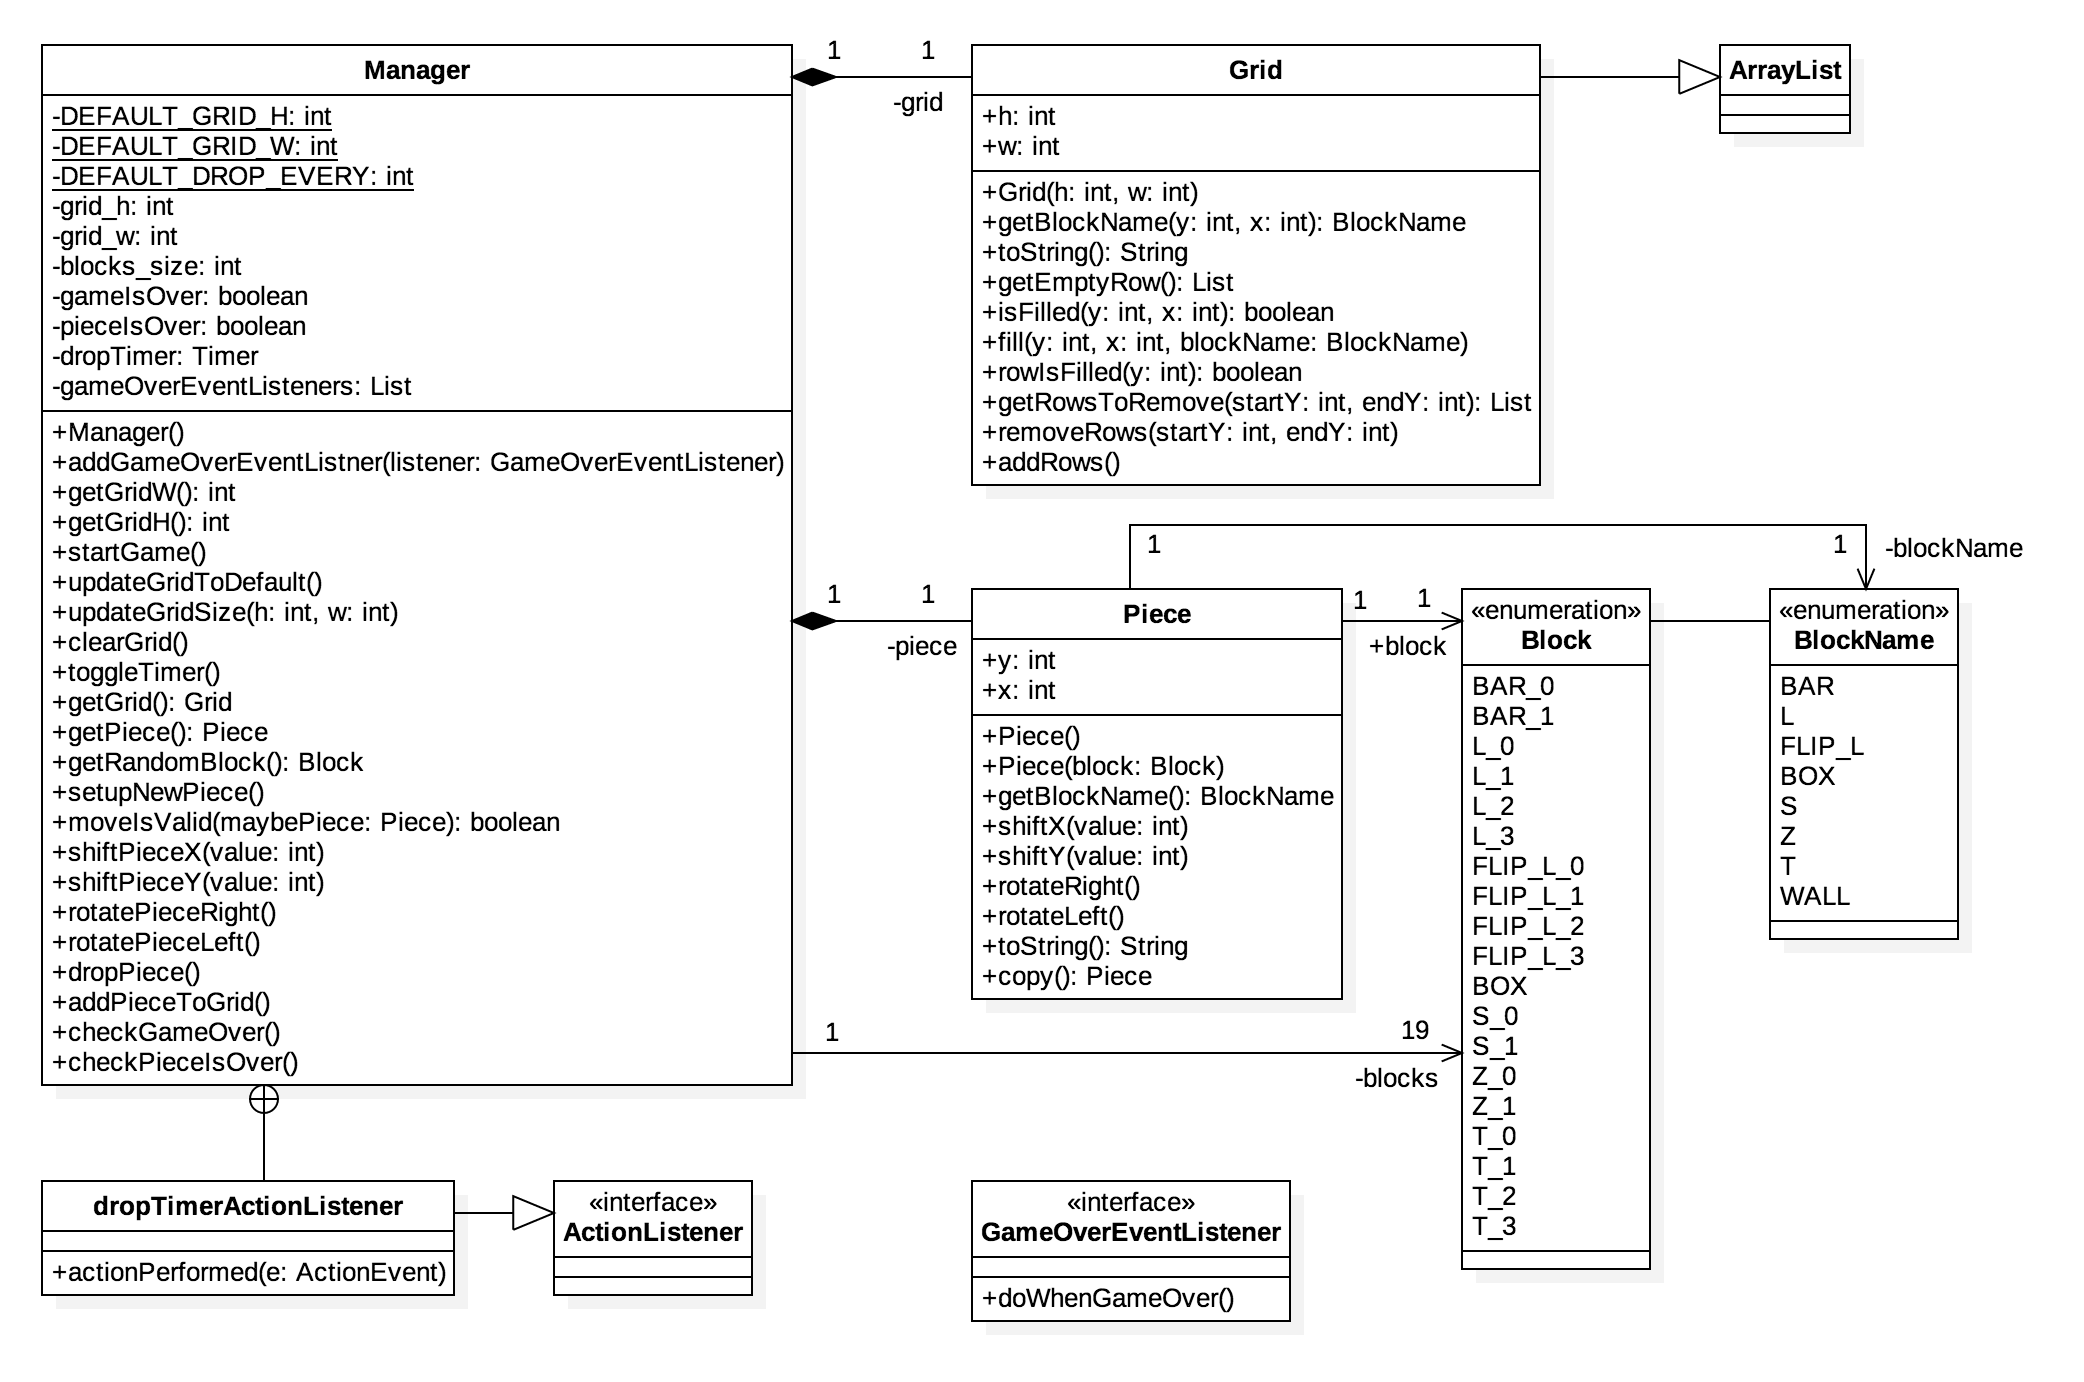 Manager
-DEFAULT_GRID_H: int
-DEFAULT_GRID_W: int
-DEFAULT_DROP_EVERY: int
-grid_h: int
-grid_w: int
-blocks_size: int
-gameIsOver: boolean
-pieceIsOver: boolean
-dropTimer: Timer
-gameOverEventListeners: List
+Manager()
+addGameOverEventListner(listener: GameOverEventListener)
+getGridW(): int
+getGridH(): int
+startGame()
+updateGridToDefault()
+updateGridSize(h: int, w: int)
+clearGrid()
+toggleTimer()
+getGrid(): Grid
+getPiece(): Piece
+getRandomBlock(): Block
+setupNewPiece()
+moveIsValid(maybePiece: Piece): boolean
+shiftPieceX(value: int)
+shiftPieceY(value: int)
+rotatePieceRight()
+rotatePieceLeft()
+dropPiece()
+addPieceToGrid()
+checkGameOver()
+checkPieceIsOver()
1
1
-grid
Grid
+h: int
+w: int
+Grid(h: int, w: int)
+getBlockName(y: int, x: int): BlockName
+toString(): String
+getEmptyRow(): List
+isFilled(y: int, x: int): boolean
+fill(y: int, x: int, blockName: BlockName)
+rowIsFilled(y: int): boolean
+getRowsToRemove(startY: int, endY: int): List
+removeRows(startY: int, endY: int)
+addRows()
ArrayList
1
1
-blockName
1
1
-piece
Piece
+y: int
+x: int
+Piece()
+Piece(block: Block)
+getBlockName(): BlockName
+shiftX(value: int)
+shiftY(value: int)
+rotateRight()
+rotateLeft()
+toString(): String
+copy(): Piece
1
1
+block
«enumeration»
Block
BAR_0
BAR_1
L_0
L_1
L_2
L_3
FLIP_L_0
FLIP_L_1
FLIP_L_2
FLIP_L_3
BOX
S_0
S_1
Z_0
Z_1
T_0
T_1
T_2
T_3
«enumeration»
BlockName
BAR
L
FLIP_L
BOX
S
Z
T
WALL
1
19
-blocks
dropTimerActionListener
+actionPerformed(e: ActionEvent)
«interface»
ActionListener
«interface»
GameOverEventListener
+doWhenGameOver()